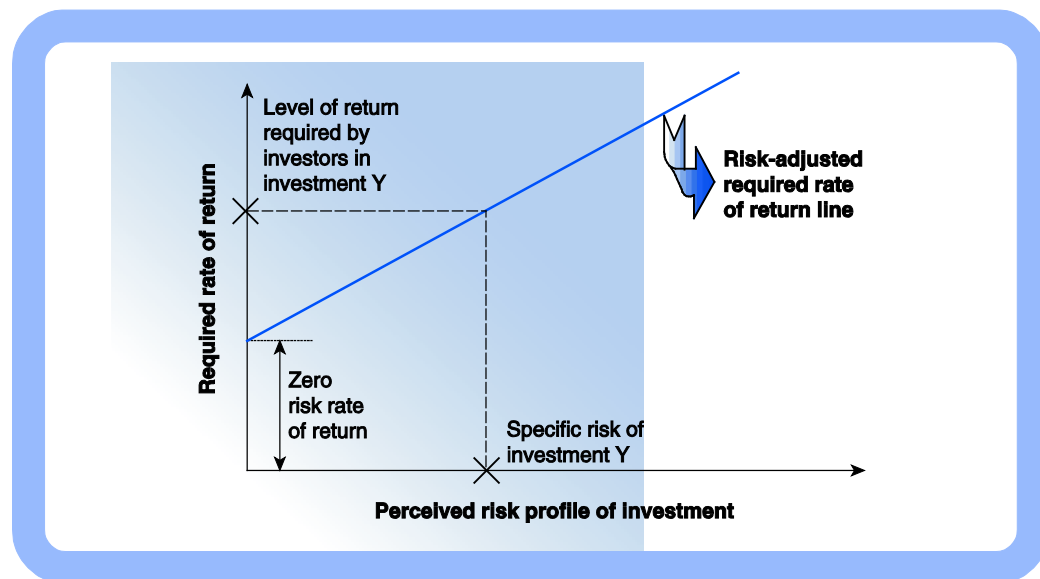 Level of return
required by
investors in
investment Y
Required rate of return
Risk-adjusted
required rate
of return line
Zero
risk rate
of return
Specific risk of
investment Y
Perceived risk profile of investment